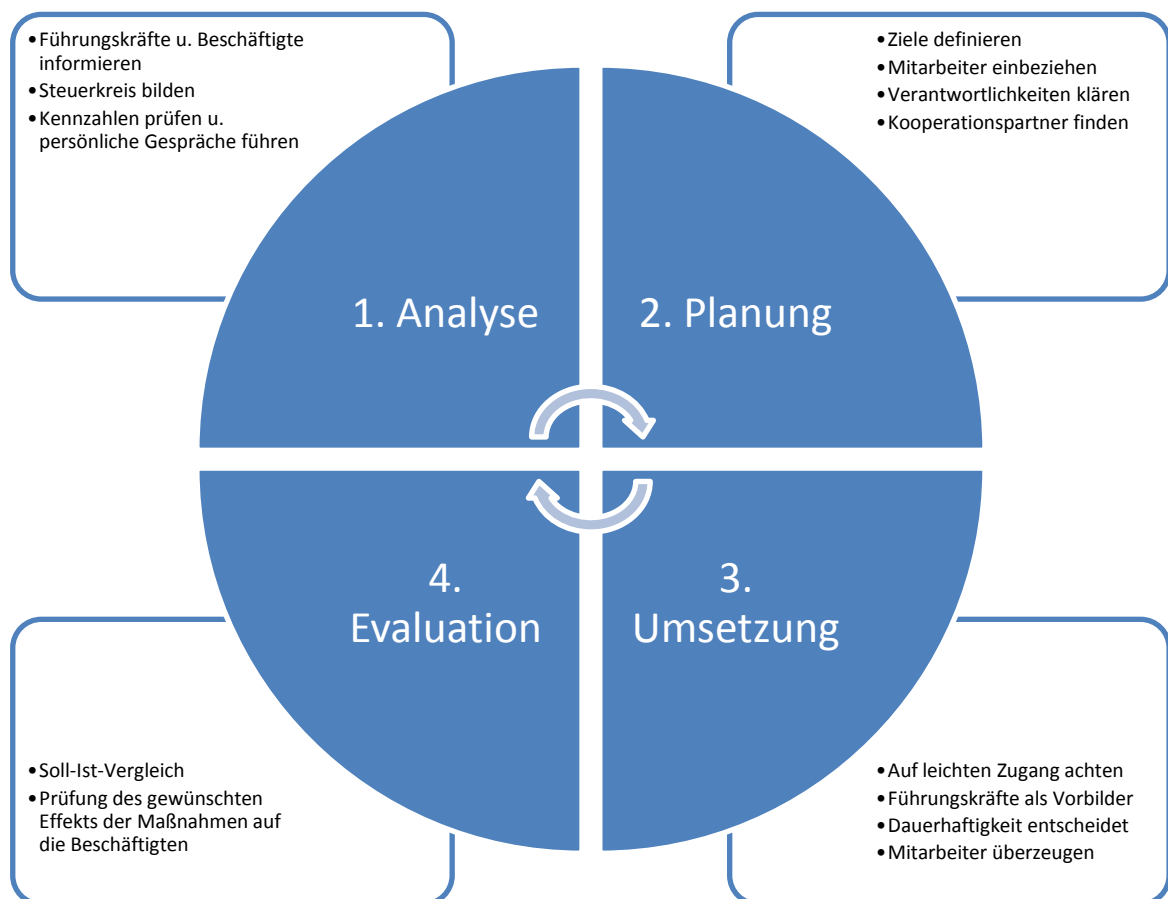 •Führungskräfte u. Beschäftigte
informieren
•Steuerkreis bilden
•Kennzahlen prüfen u.
persönliche Gespräche führen
•Ziele definieren
•Mitarbeiter einbeziehen
•Verantwortlichkeiten klären
•Kooperationspartner finden
1. Analyse
2. Planung
4.
Evaluation
3.
Umsetzung
•Soll-Ist-Vergleich
•Prüfung des gewünschten
Effekts der Maßnahmen auf
die Beschäftigten
•Auf leichten Zugang achten
•Führungskräfte als Vorbilder
•Dauerhaftigkeit entscheidet
•Mitarbeiter überzeugen